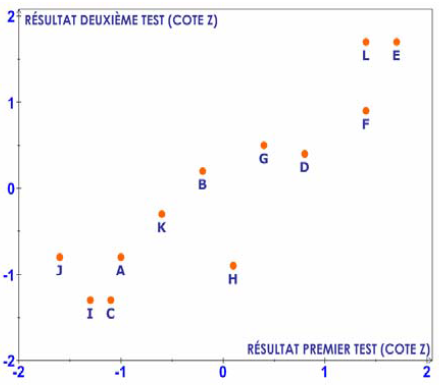 2
RÉSULTAT DEUXIÈME TEST (COTE Z)
L E
1
F
G
D
B
0
K
J A
H
-1
I C
RÉSULTAT PREMIER TEST (COTE Z)
-2
-2 -1 0 1 2